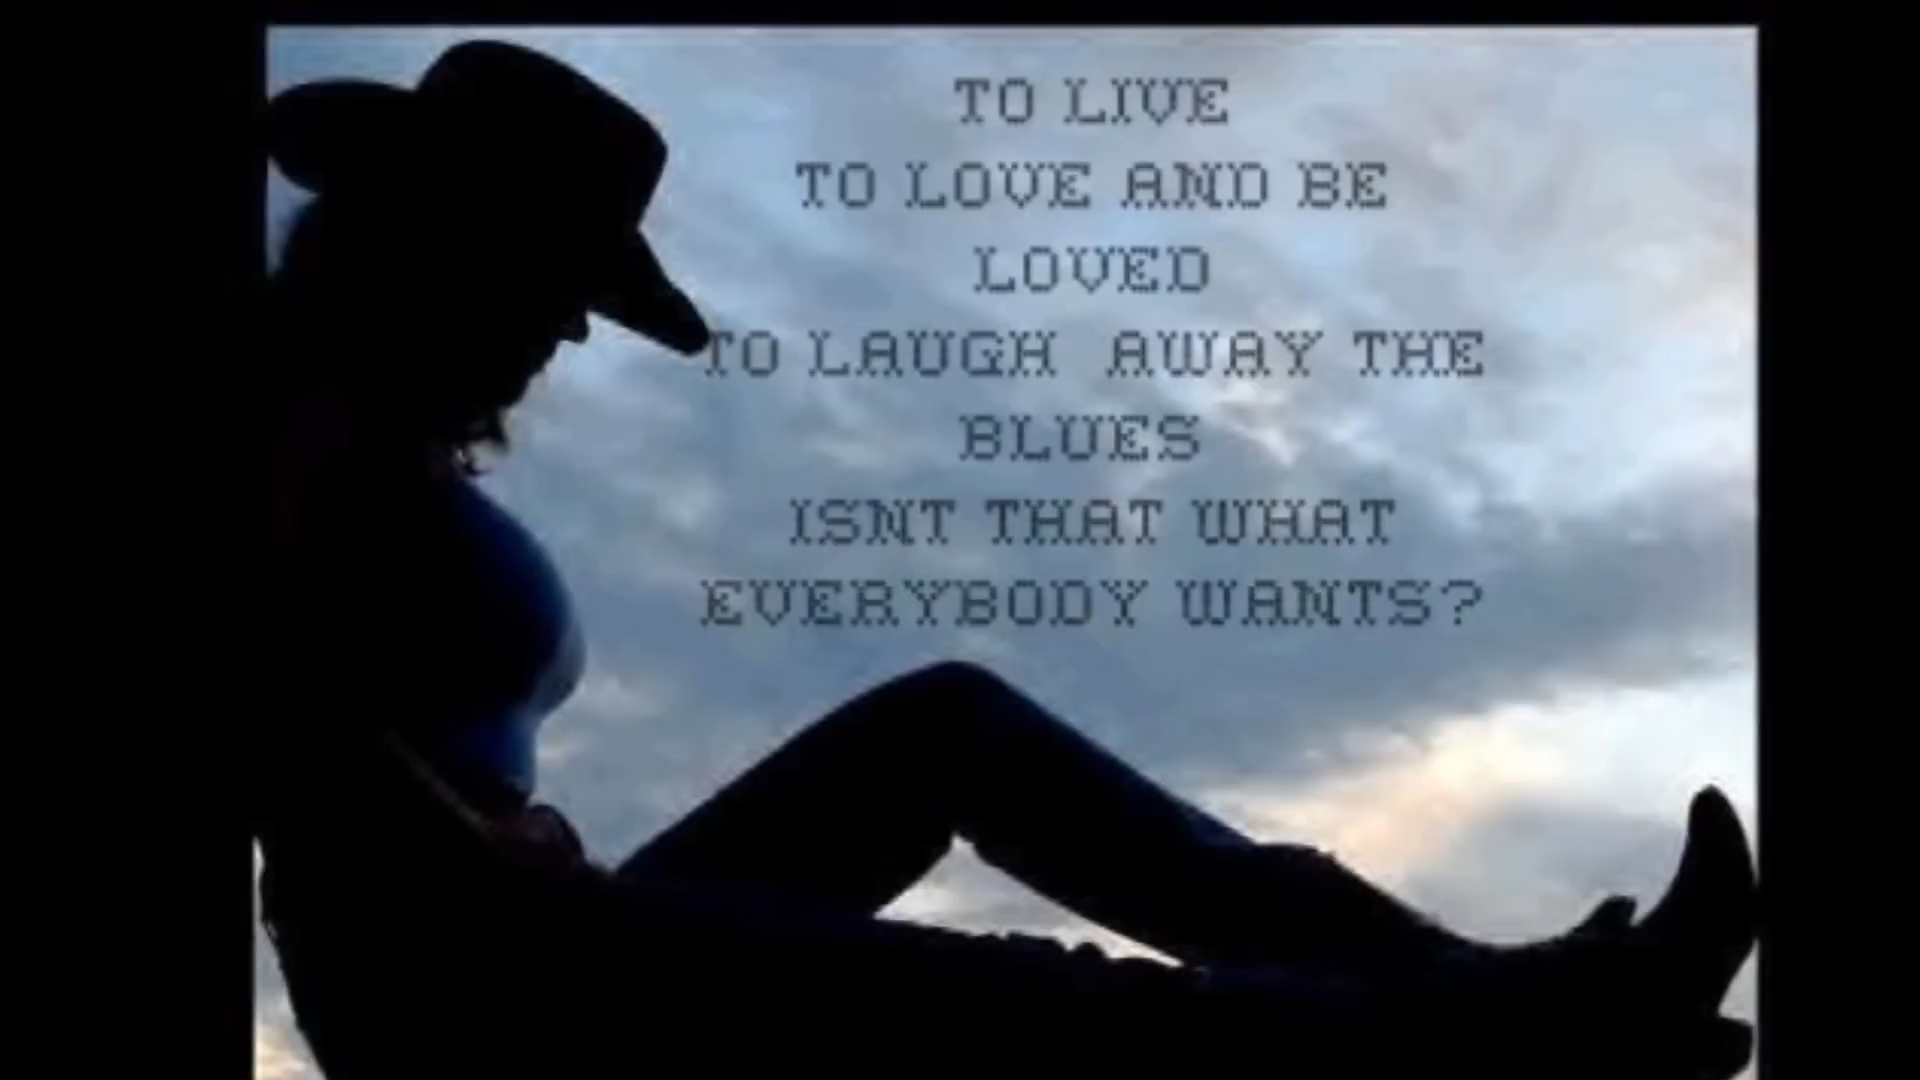 TO LIVE
TO LOVE AND BE
LOVED
TO LAUGH AWAY THE
BLUES
ISNT THAT WHAT
EVERYBODY WANTS?